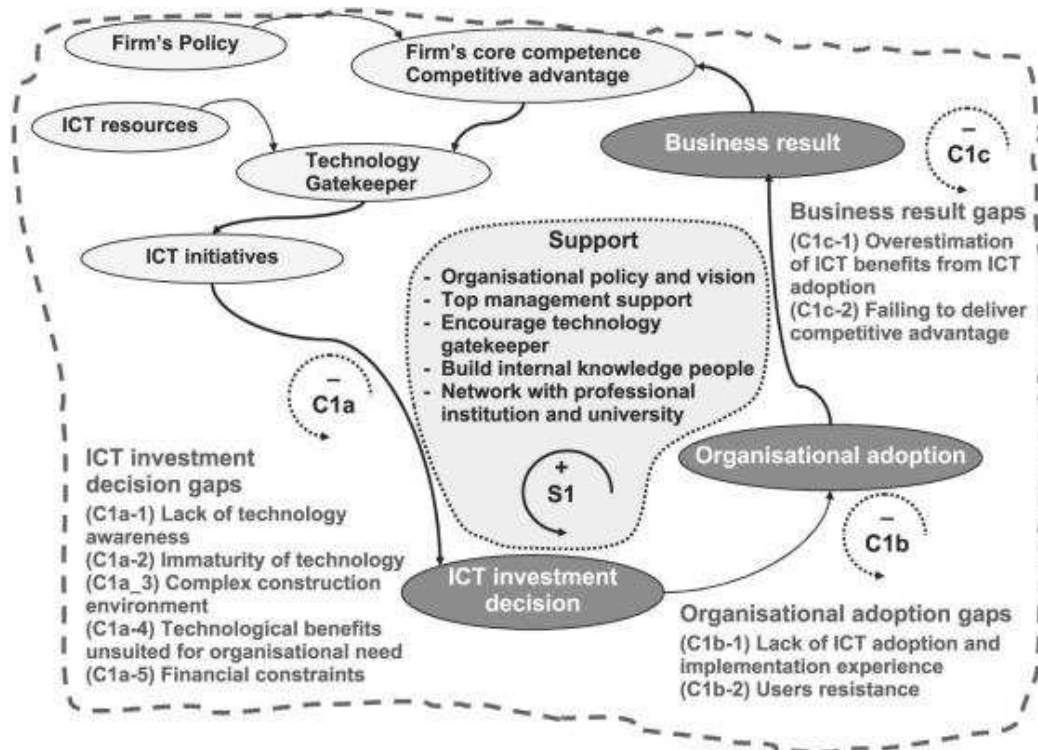 Firm's Policy
Firm's core competence
Competitive advantage
ICT resources
Technology
Gatekeeper
Business result
−
C1c
ICT initiatives
Business result gaps
(C1c-1) Overestimation
of ICT benefits from ICT
adoption
(C1c-2) Failing to deliver
competitive advantage
Support
- Organisational policy and vision
- Top management support
- Encourage technology
gatekeeper
- Build internal knowledge people
- Network with professional
institution and university
−
C1a
+
S1
Organisational adoption
−
C1b
ICT investment
decision gaps
(C1a-1) Lack of technology
awareness
(C1a-2) Immaturity of technology
(C1a_3) Complex construction
environment
(C1a-4) Technological benefits
unsuited for organisational need
(C1a-5) Financial constraints
ICT investment
decision
Organisational adoption gaps
(C1b-1) Lack of ICT adoption and
implementation experience
(C1b-2) Users resistance